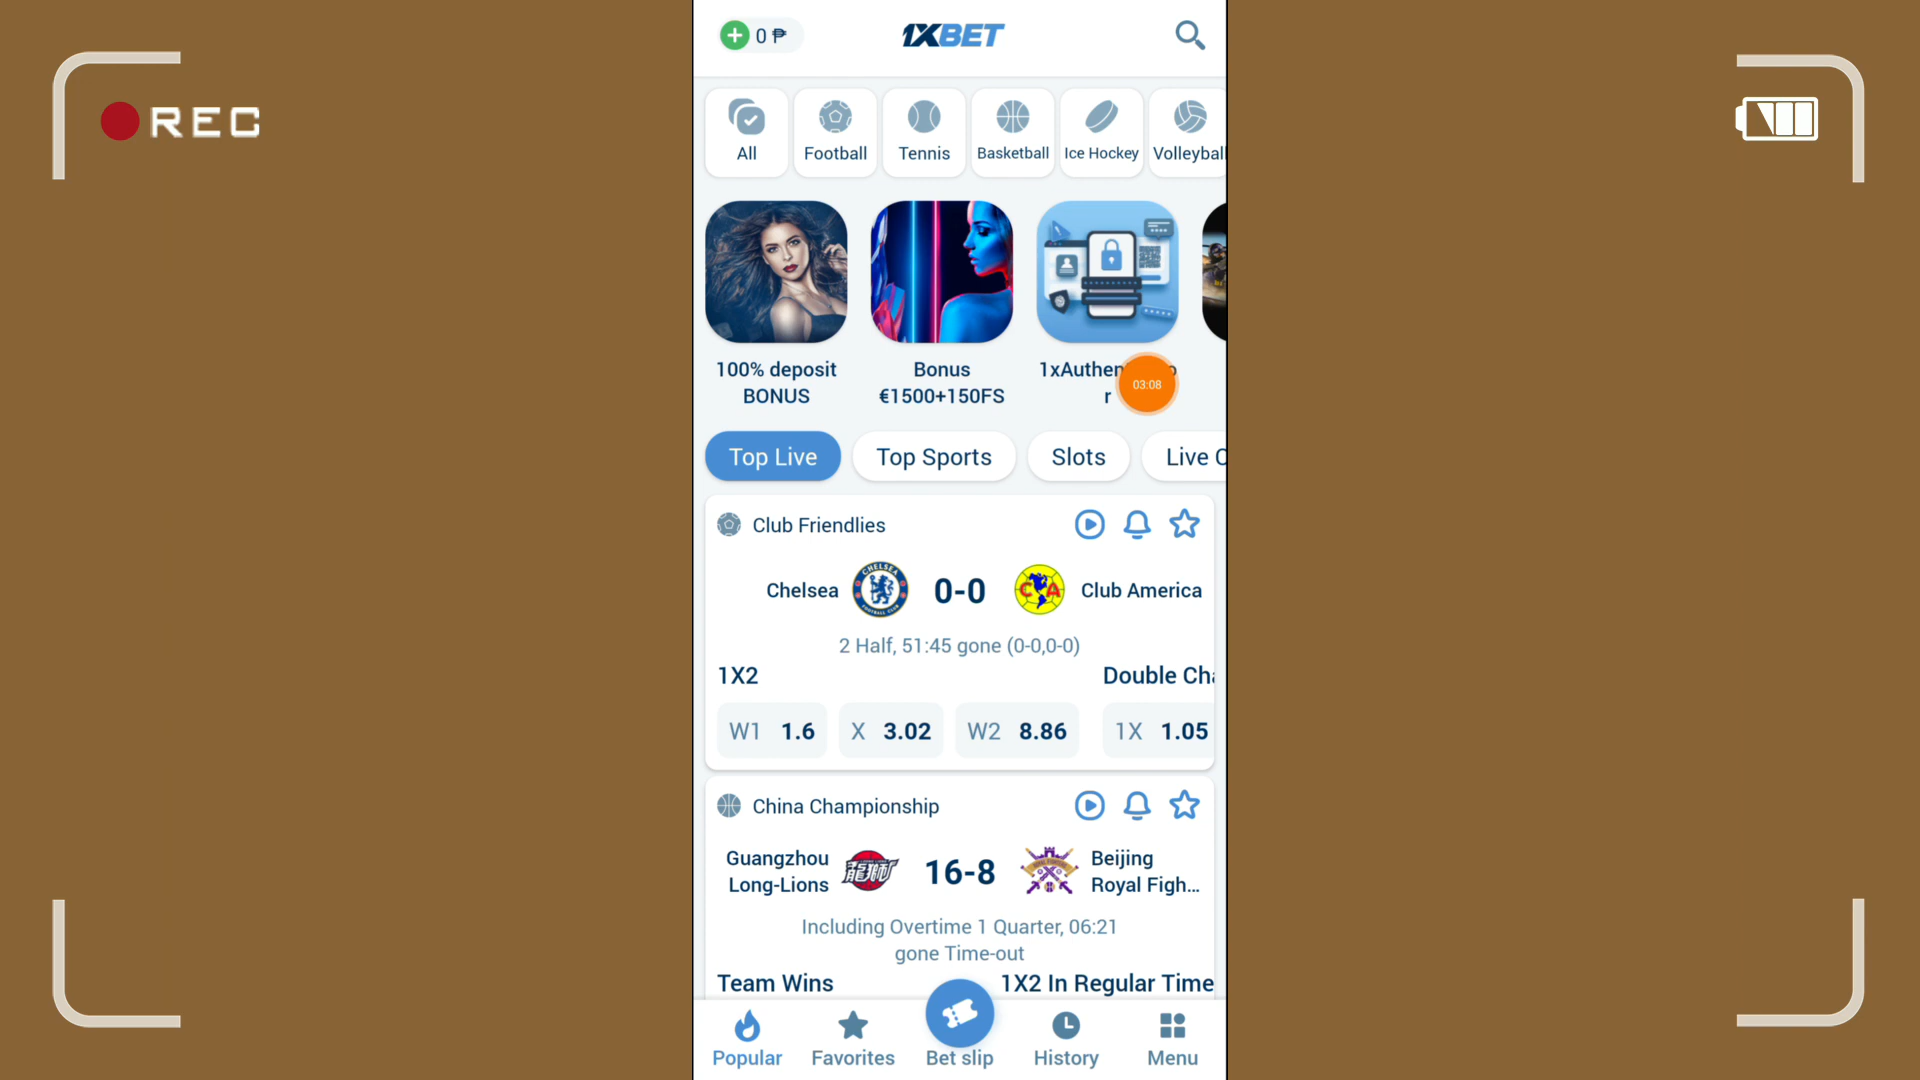 REC
0 ₱
1XBET
All
Football
Tennis
Basketball
Ice Hockey
Volleyball
100% deposit
BONUS
Bonus
€1500+150FS
r
03:08
Top Live
Top Sports
Slots
Live C
Club Friendlies
Chelsea
0-0
Club America
2 Half, 51:45 gone (0-0,0-0)
1X2
Double Cha
W1 1.6
X 3.02
W2 8.86
1X 1.05
China Championship
Guangzhou
Long-Lions
16-8
Beijing
Royal Figh...
Including Overtime 1 Quarter, 06:21
gone Time-out
Team Wins
1X2 In Regular Time
Popular
Favorites
Bet slip
History
Menu